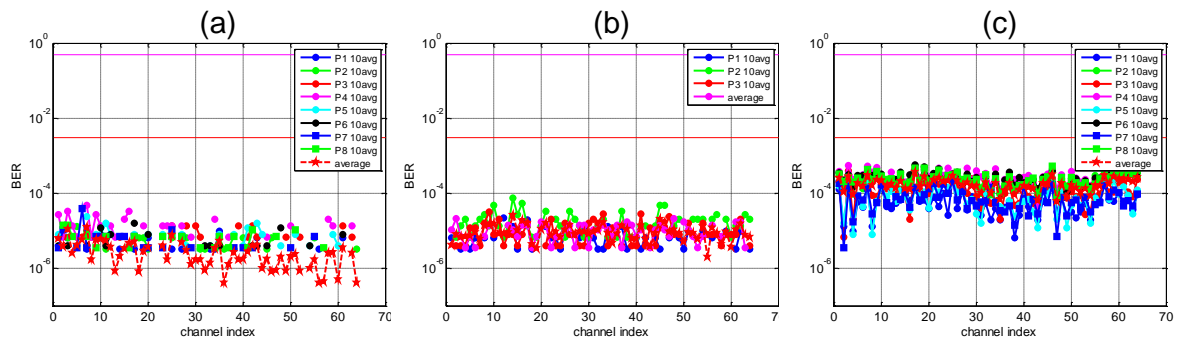 (a)
(b)
(c)
10^0
10^-2
10^-4
10^-6
BER
0 10 20 30 40 50 60 70
channel index
P1 10avg
P2 10avg
P3 10avg
P4 10avg
P5 10avg
P6 10avg
P7 10avg
P8 10avg
average
10^0
10^-2
10^-4
10^-6
BER
0 10 20 30 40 50 60 70
channel index
P1 10avg
P2 10avg
P3 10avg
average
10^0
10^-2
10^-4
10^-6
BER
0 10 20 30 40 50 60 70
channel index
P1 10avg
P2 10avg
P3 10avg
P4 10avg
P5 10avg
P6 10avg
P7 10avg
P8 10avg
average